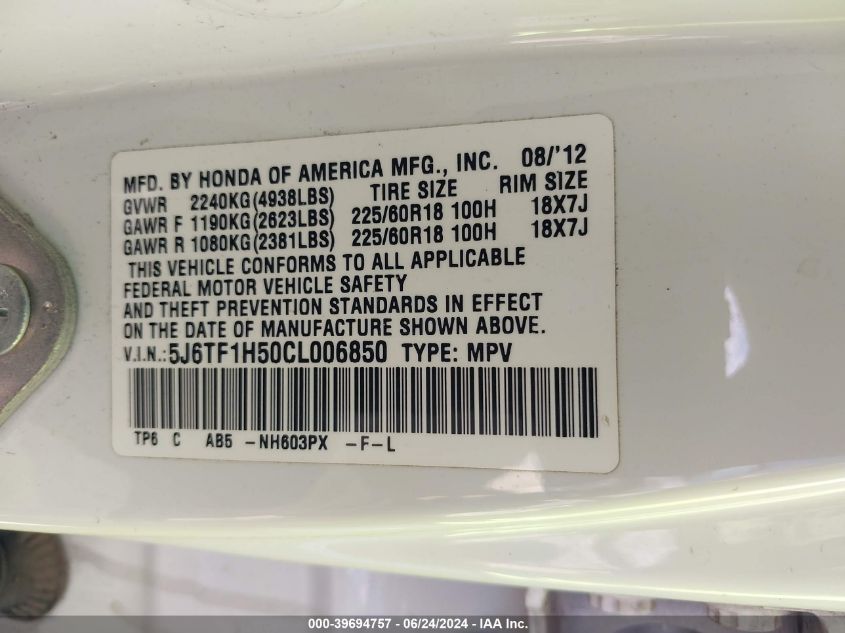 MFD. BY HONDA OF AMERICA MFG., INC. 08/'12
GVWR 2240KG(4938LBS) TIRE SIZE RIM SIZE
GAWR F 1190KG(2623LBS) 225/60R18 100H 18X7J
GAWR R 1080KG(2381LBS) 225/60R18 100H 18X7J
THIS VEHICLE CONFORMS TO ALL APPLICABLE
FEDERAL MOTOR VEHICLE SAFETY
AND THEFT PREVENTION STANDARDS IN EFFECT
ON THE DATE OF MANUFACTURE SHOWN ABOVE.
V.I.N.:5J6TF1H50CL006850 TYPE: MPV
TP6 C AB5 -NH603PX -F-L
000-39694757 - 06/24/2024 - IAA Inc.